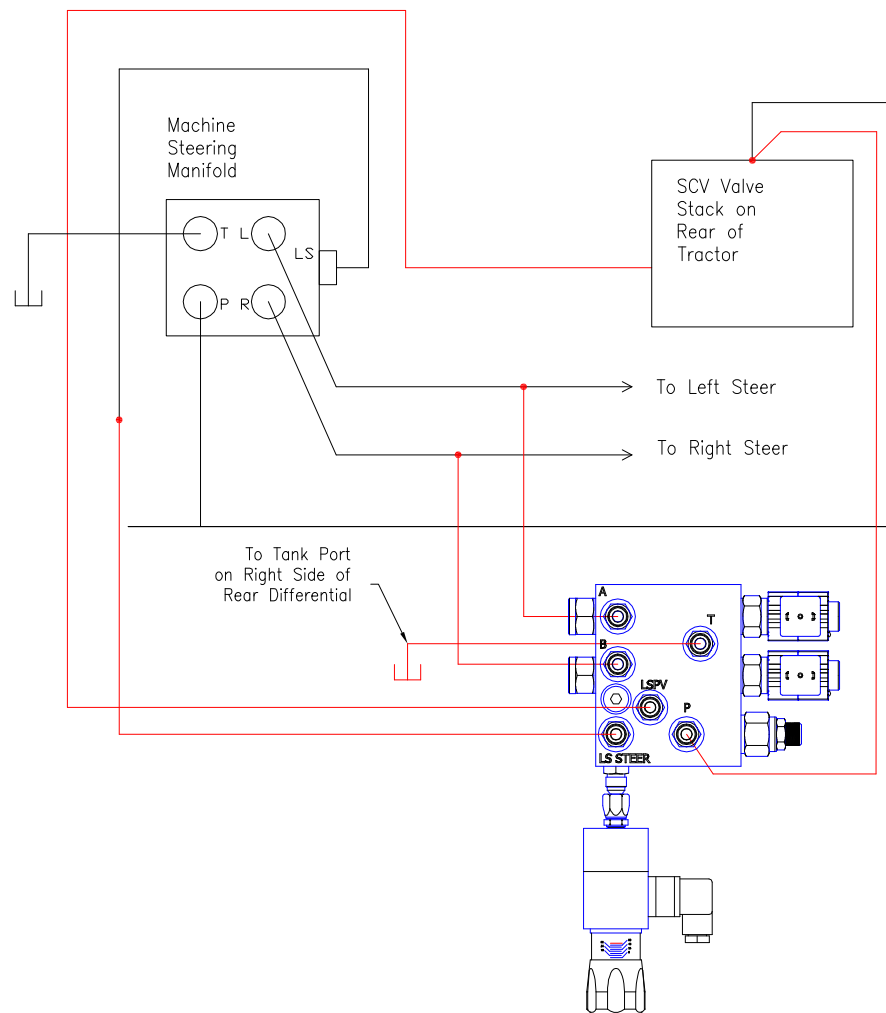 Machine
Steering
Manifold
SCV Valve
Stack on
Rear of
Tractor
T L
LS
P R
To Left Steer
To Right Steer
To Tank Port
on Right Side of
Rear Differential
A
T
B
LSPV
P
LS STEER